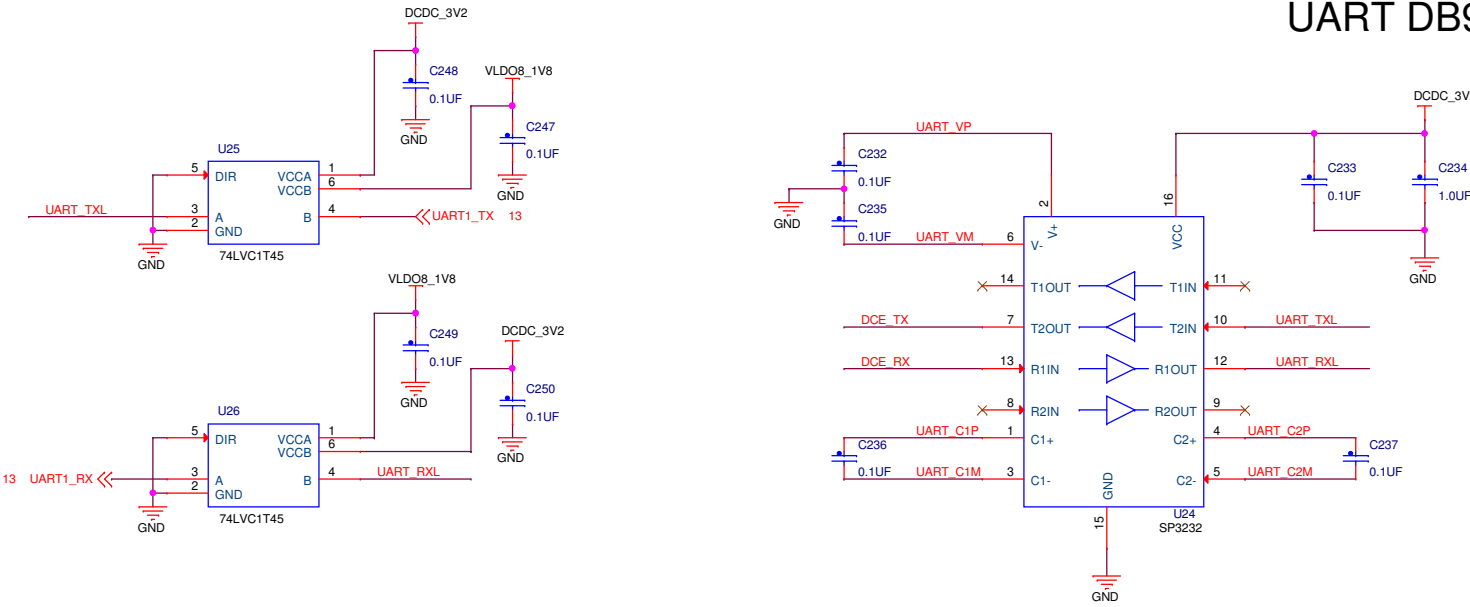 UART DB9
DCDC_3V2
C248
0.1UF
GND
VLDO8_1V8
C247
0.1UF
GND
U25
5 DIR VCCA 1
VCCB 6
UART_TXL 3 A B 4 UART1_TX 13
2 GND
74LVC1T45
GND
VLDO8_1V8
C249
0.1UF
GND
DCDC_3V2
C250
0.1UF
GND
U26
5 DIR VCCA 1
VCCB 6
13 UART1_RX 3 A B 4 UART_RXL
2 GND
74LVC1T45
GND
DCDC_3V
UART_VP
C232
0.1UF
GND
C235
0.1UF UART_VM
C233
0.1UF
C234
1.0UF
GND
2 16
V+ VCC
6 V-
14 T1OUT T1IN 11
DCE_TX 7 T2OUT T2IN 10 UART_TXL
DCE_RX 13 R1IN R1OUT 12 UART_RXL
8 R2IN R2OUT 9
UART_C1P 1 C1+ C2+ 4 UART_C2P
C236
0.1UF
C237
0.1UF
UART_C1M 3 C1- C2- 5 UART_C2M
GND
15
U24
SP3232
GND